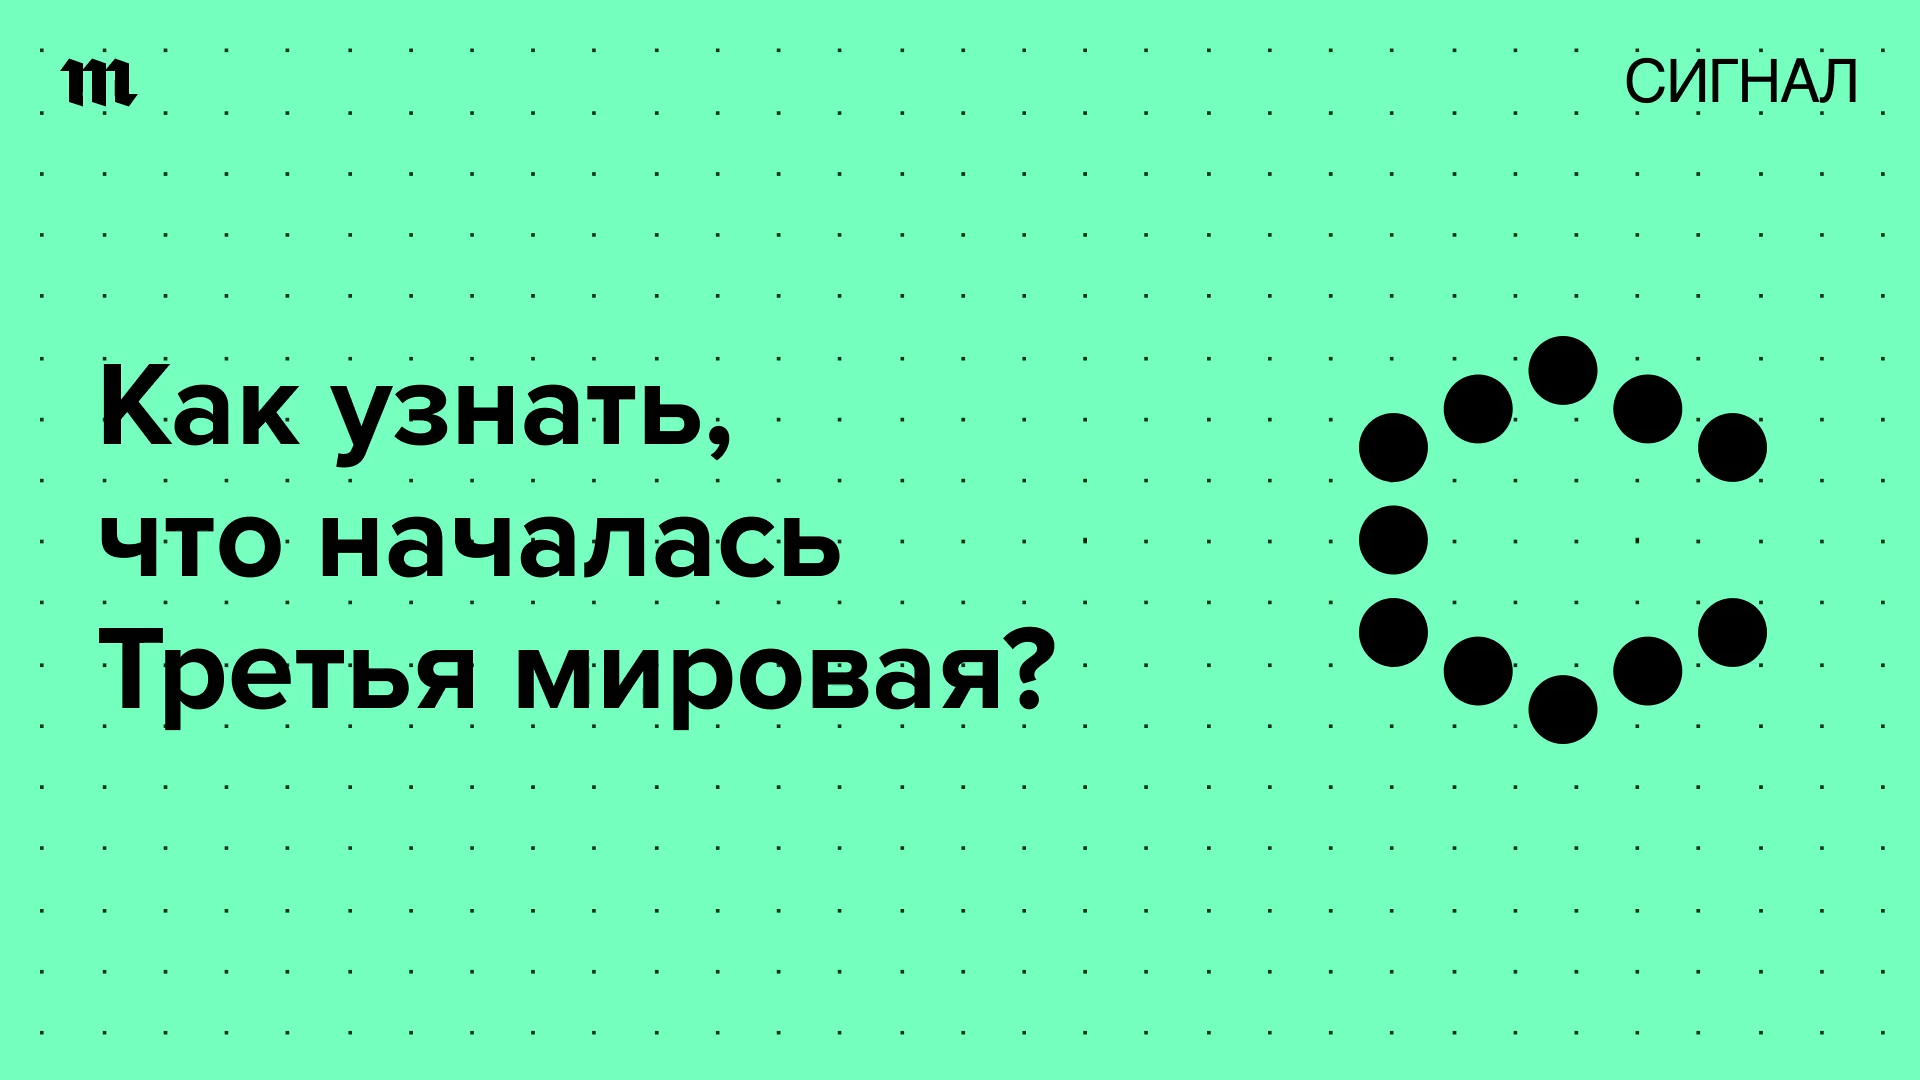 m
СИГНАЛ
Как узнать,
что началась
Третья мировая?